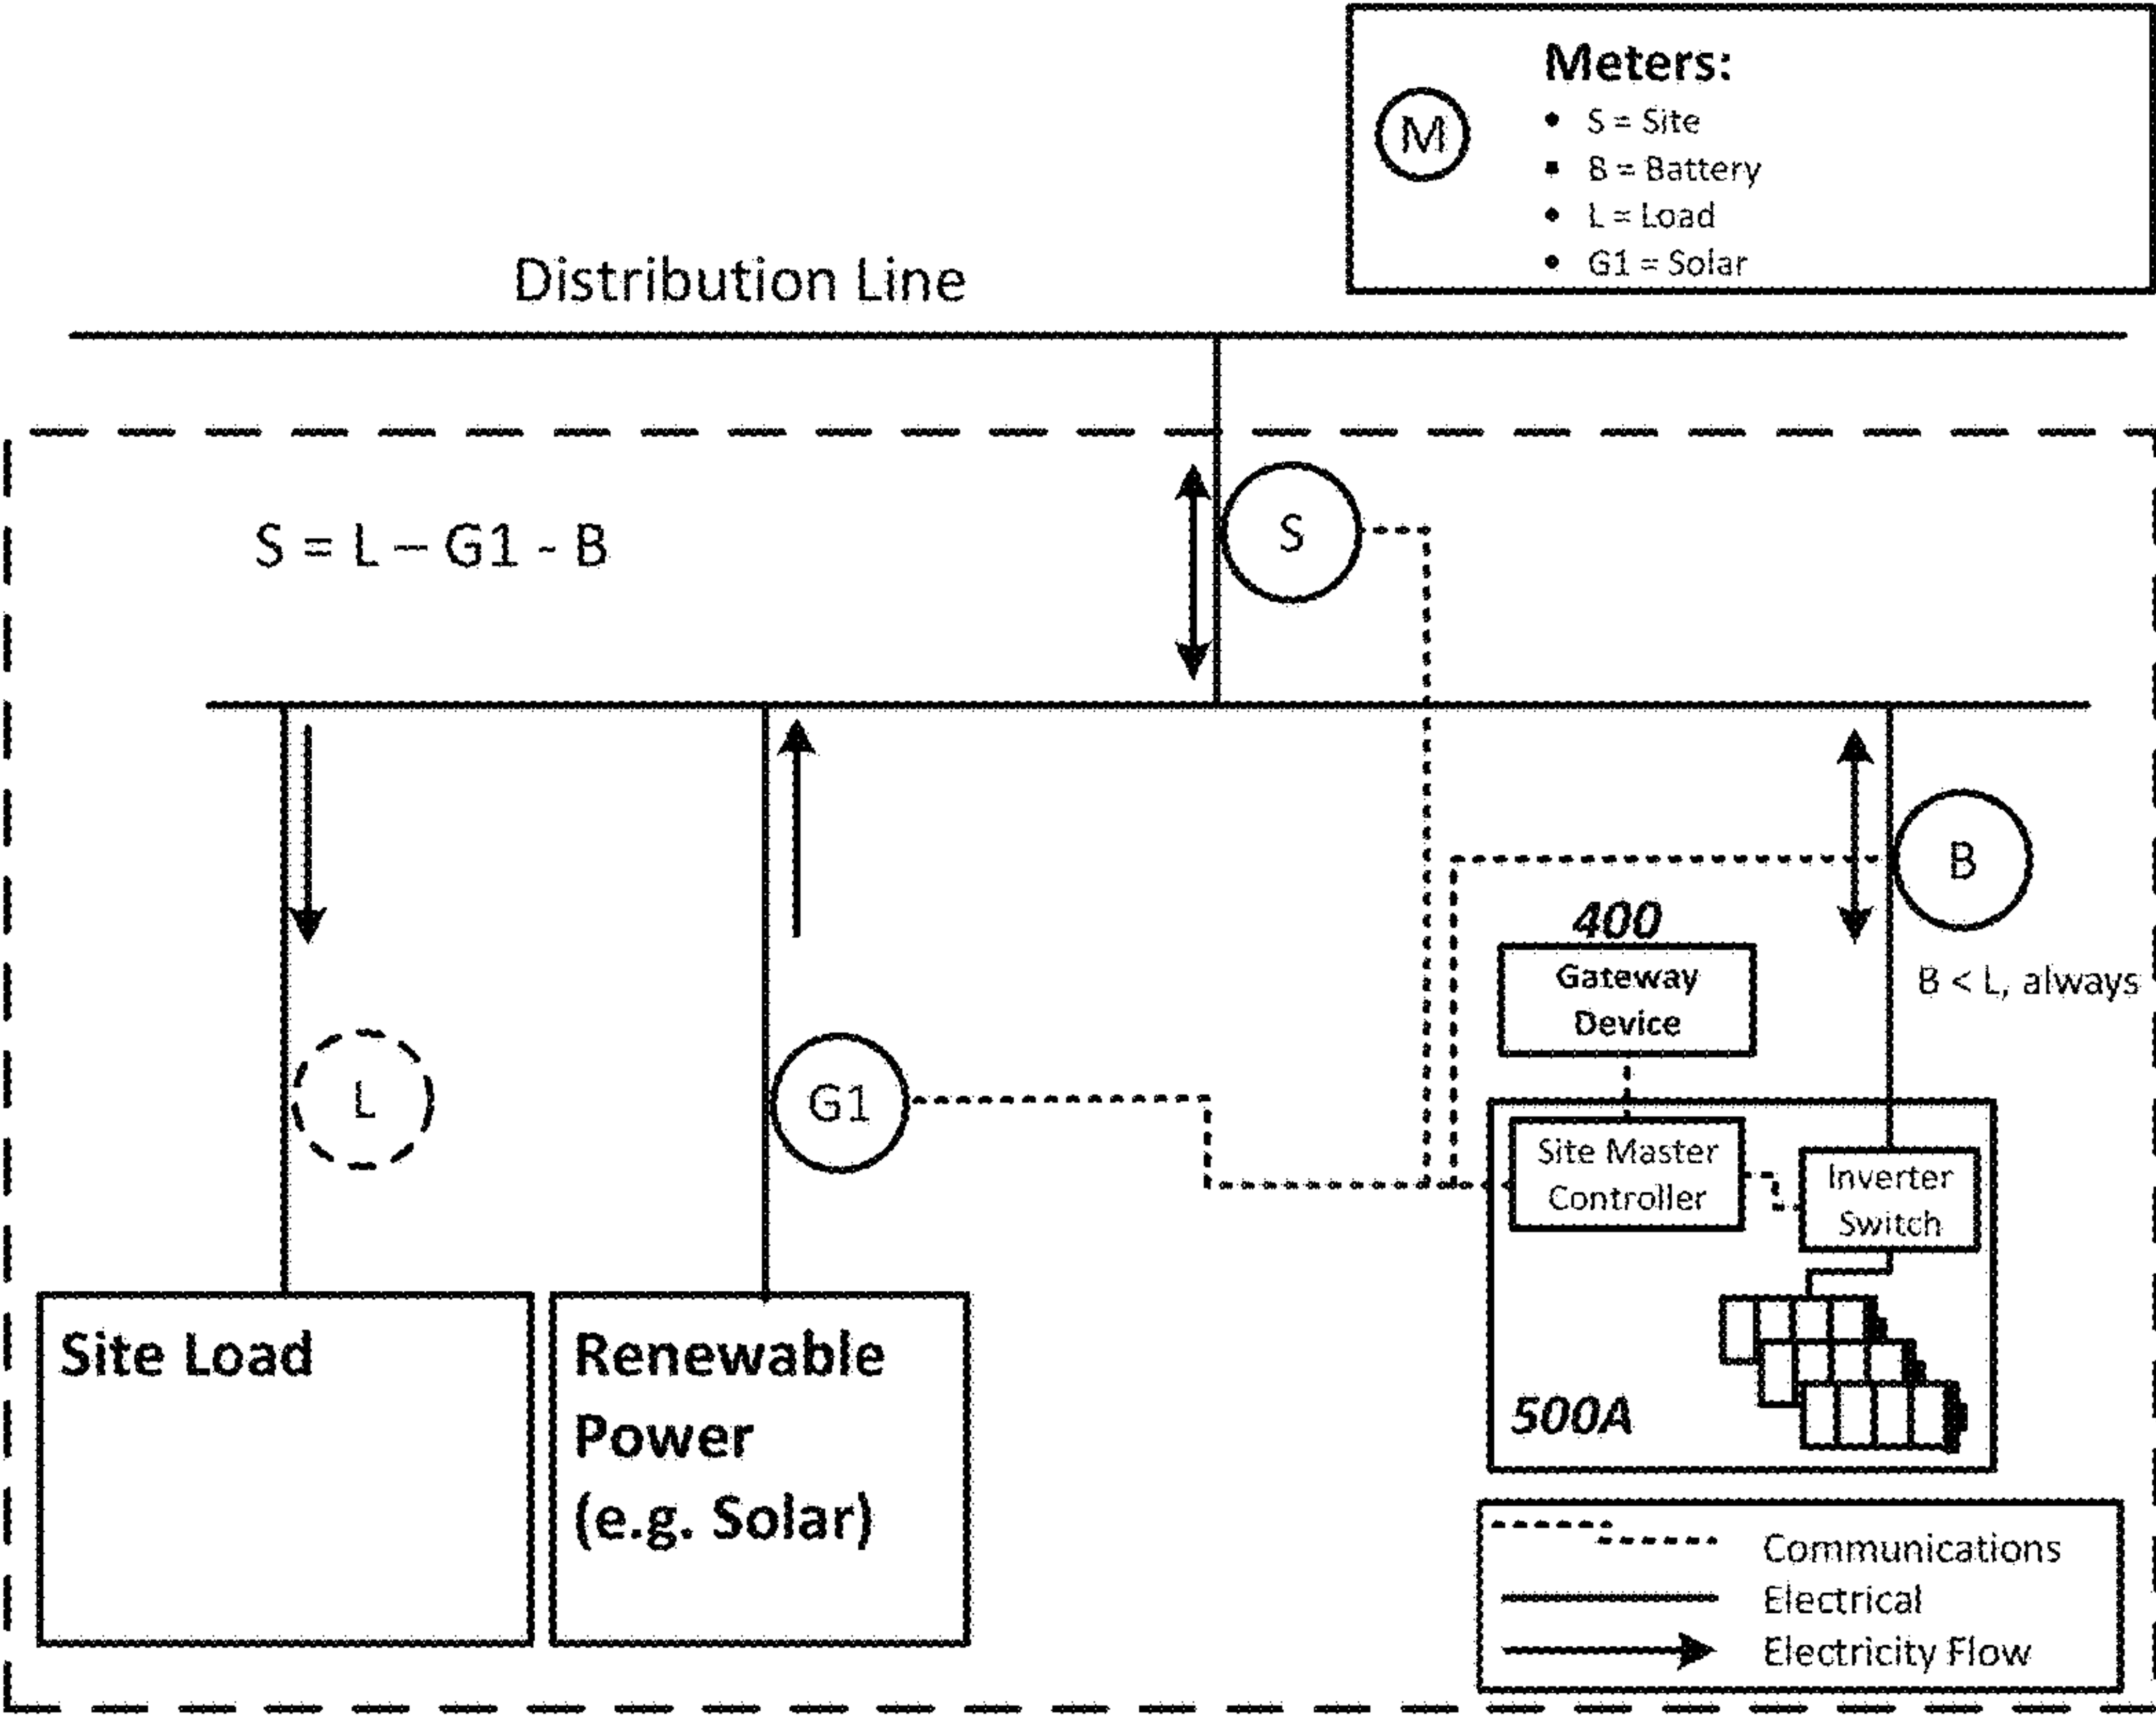 Meters:
M
• S = Site
• B = Battery
• L = Load
• G1 = Solar
Distribution Line
S = L – G1 - B
S
B
400
Gateway
Device
B < L, always
L
G1
Site Master
Controller
Inverter
Switch
500A
Site Load
Renewable
Power
(e.g. Solar)
Communications
Electrical
Electricity Flow